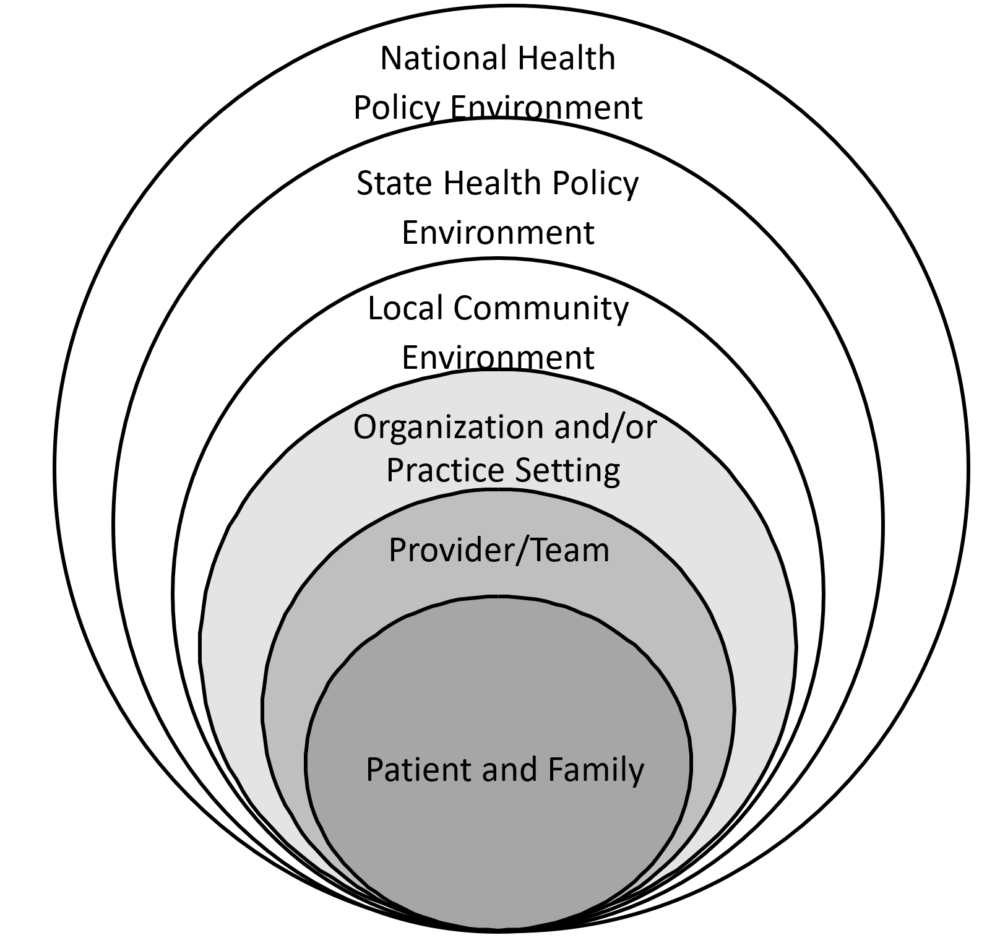 National Health
Policy Environment
State Health Policy
Environment
Local Community
Environment
Organization and/or
Practice Setting
Provider/Team
Patient and Family